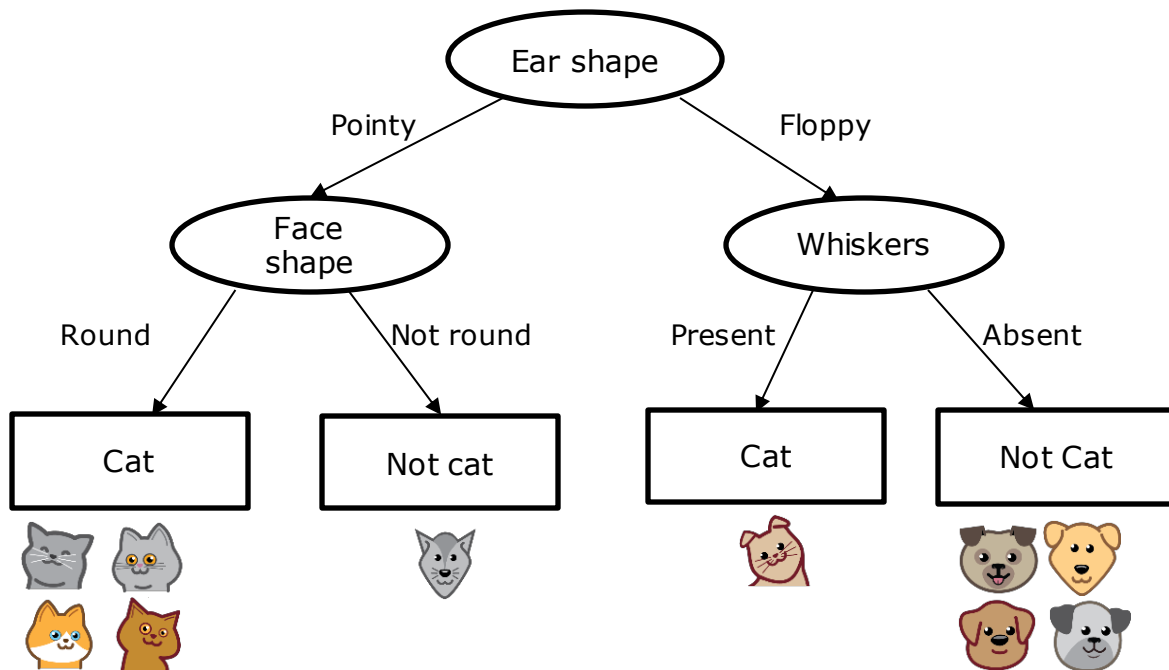 Ear shape
Pointy
Floppy
Face
shape
Whiskers
Round
Not round
Present
Absent
Cat
Not cat
Cat
Not Cat